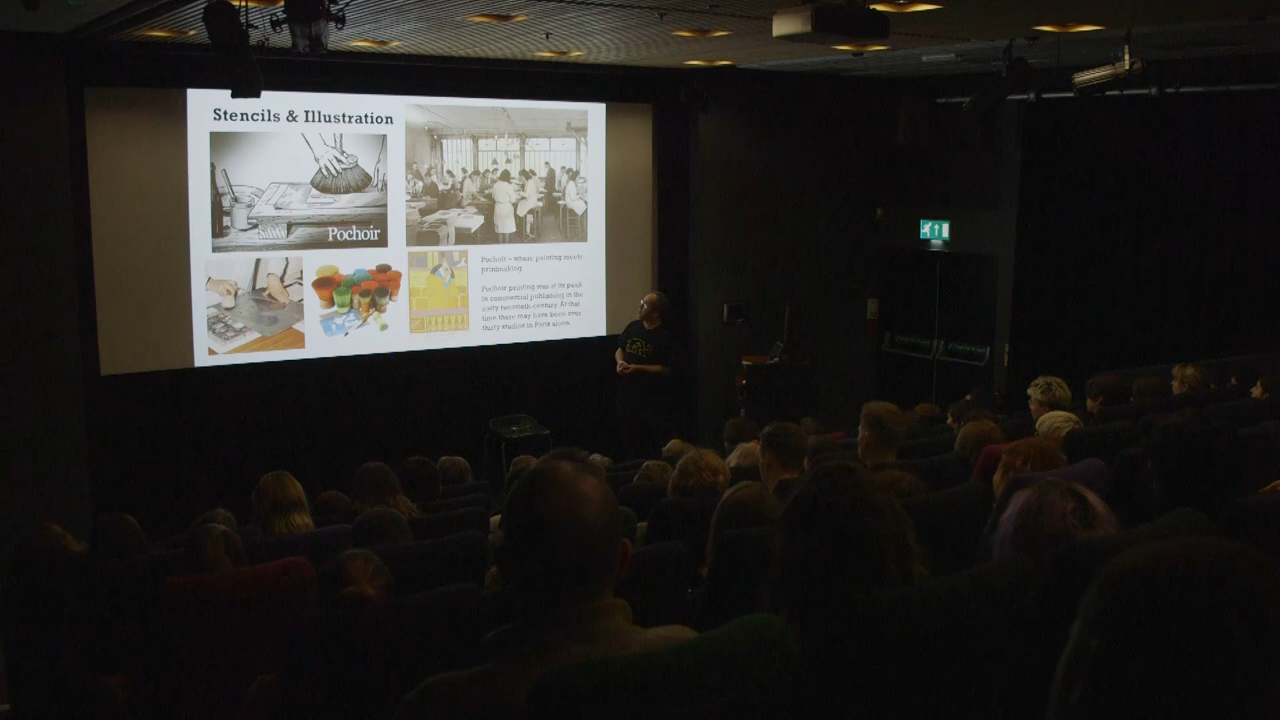 Stencils & Illustration
Pochoir
Pochoir – where painting meets
printmaking
Pochoir printing was at its peak
in commercial publishing in the
early twentieth century. At that
time there may have been over
thirty studios in Paris alone.